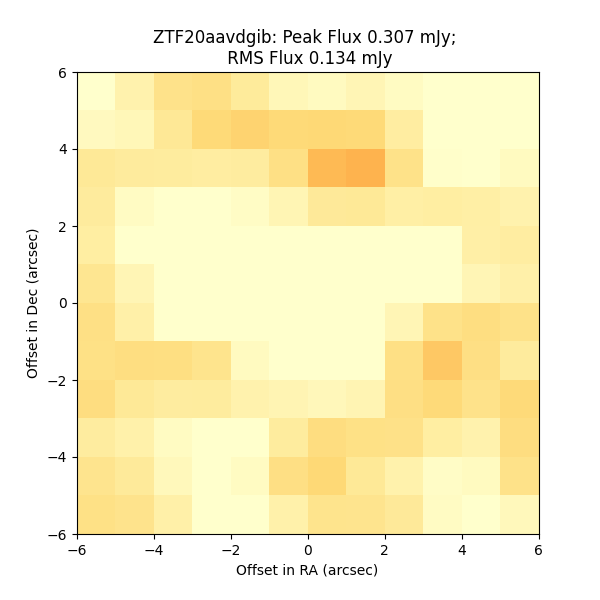 ZTF20aavdgib: Peak Flux 0.307 mJy;
RMS Flux 0.134 mJy
6
4
2
0
−2
−4
−6
Offset in Dec (arcsec)
−6 −4 −2 0 2 4 6
Offset in RA (arcsec)